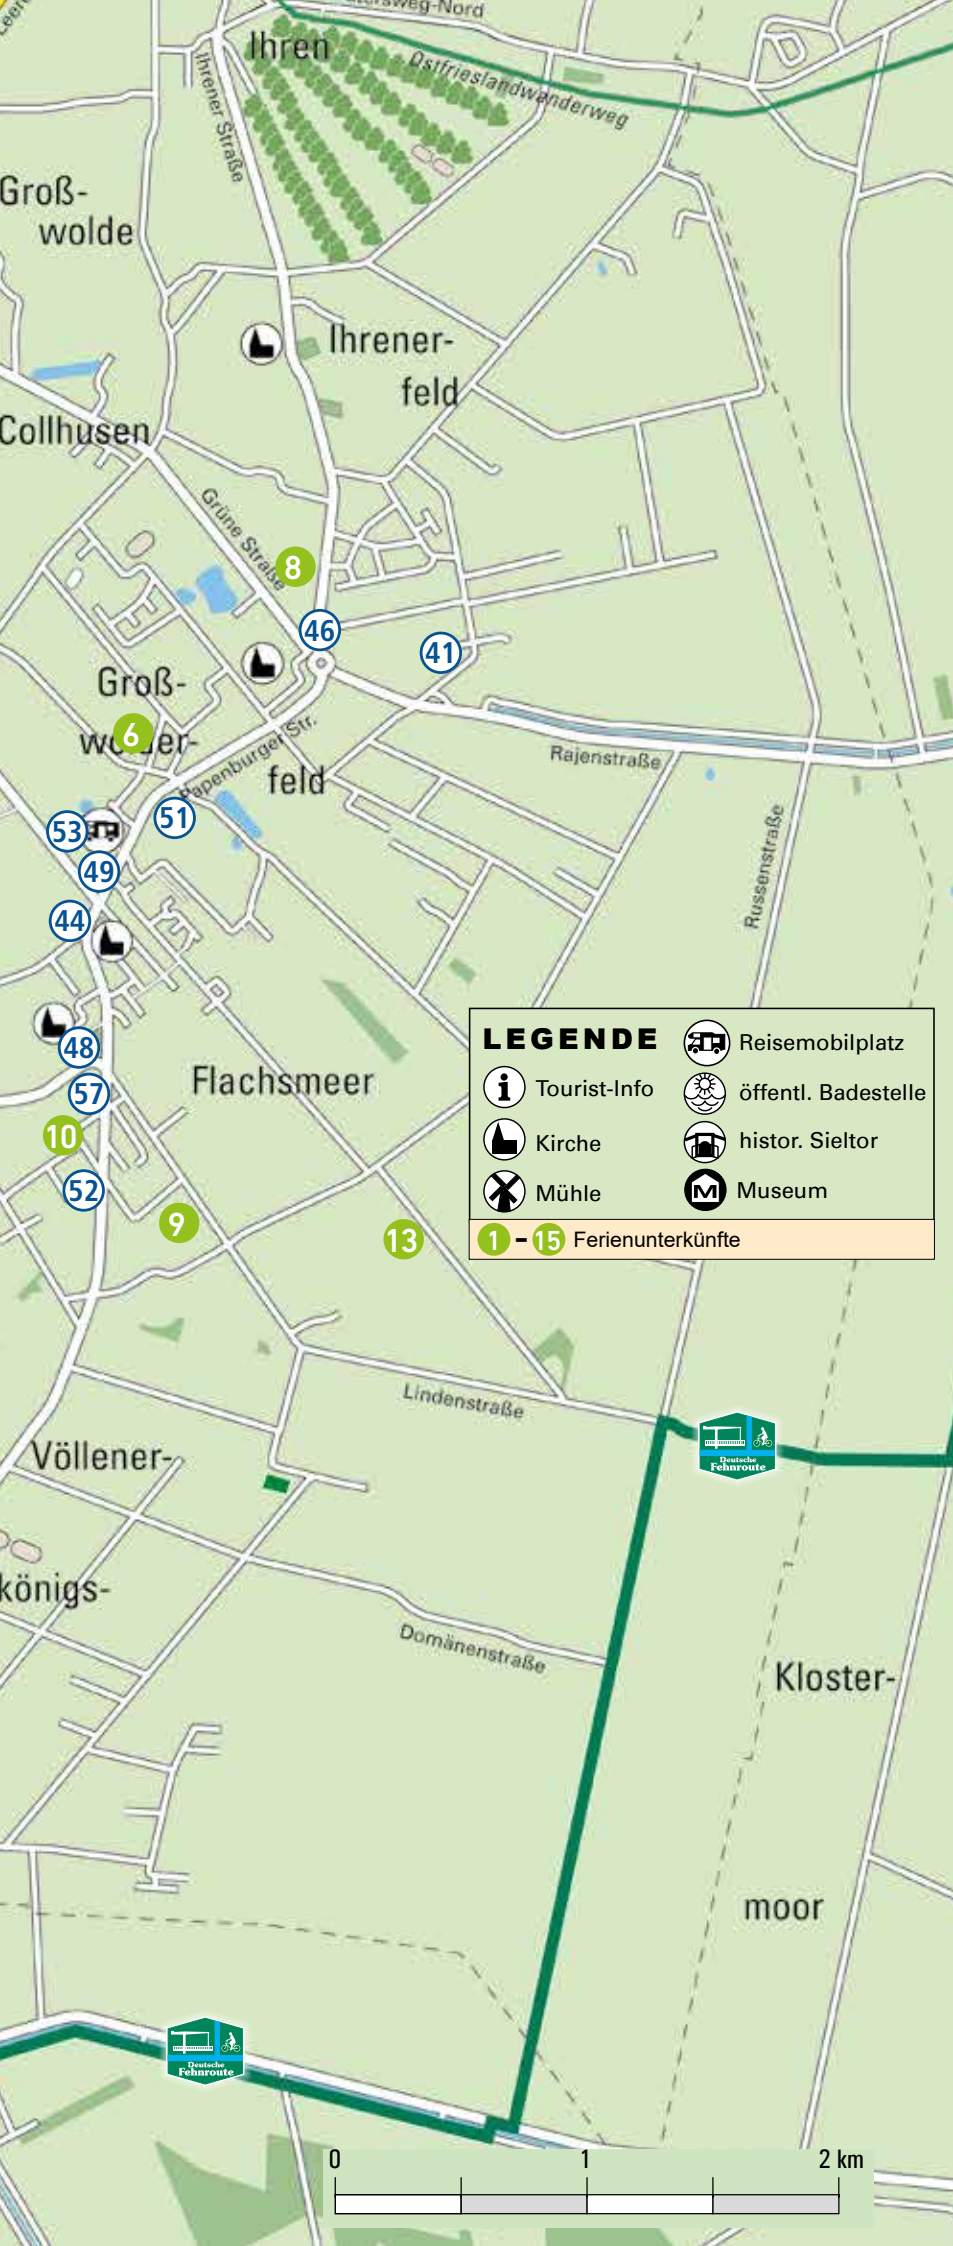 Ihren
Ihrener Straße
Ostfrieslandwanderweg
Groß-
wolde
Ihrener-
feld
Collhusen
Grüne Straße
8
46
41
Groß-
6
feld
Papenburger Str.
Rajenstraße
Russenstraße
53
51
49
44
48
57
10
52
9
13
Flachsmeer
LEGENDE
Tourist-Info
Kirche
Mühle
Reisemobilplatz
öffentl. Badestelle
histor. Sieltor
Museum
1 - 15 Ferienunterkünfte
Lindenstraße
Deutsche
Fehnroute
Völlener-
königs-
Domänenstraße
Kloster-
moor
Deutsche
Fehnroute
0 1 2 km